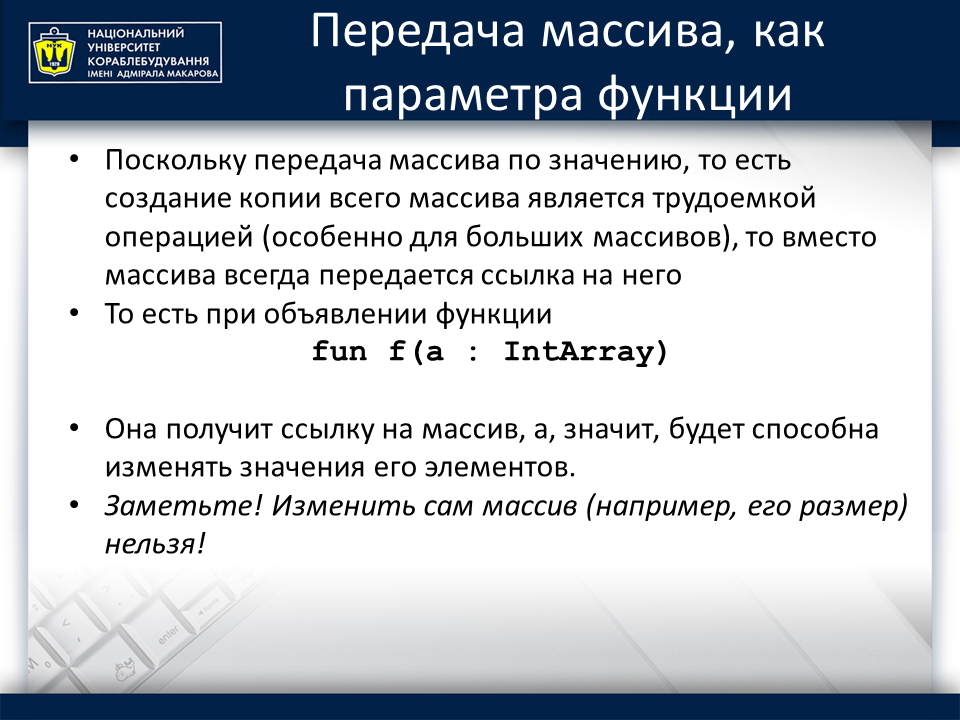 НАЦІОНАЛЬНИЙ
УНІВЕРСИТЕТ
КОРАБЛЕБУДУВАННЯ
ІМЕНІ АДМІРАЛА МАКАРОВА
НУК
1920
Передача массива, как
параметра функции
• Поскольку передача массива по значению, то есть
создание копии всего массива является трудоемкой
операцией (особенно для больших массивов), то вместо
массива всегда передается ссылка на него
• То есть при объявлении функции
fun f(a : IntArray)
• Она получит ссылку на массив, а, значит, будет способна
изменять значения его элементов.
• Заметьте! Изменить сам массив (например, его размер)
нельзя!
enter